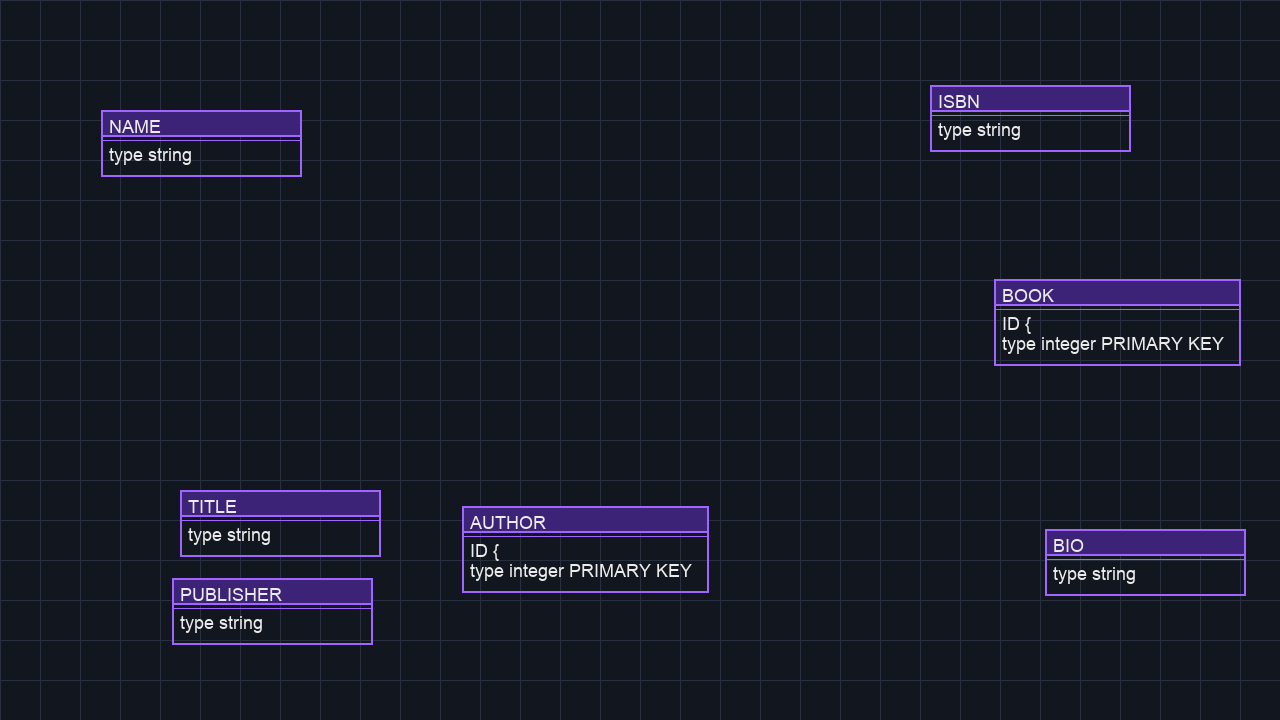 NAME
type string
ISBN
type string
BOOK
ID {
type integer PRIMARY KEY
TITLE
type string
AUTHOR
ID {
type integer PRIMARY KEY
BIO
type string
PUBLISHER
type string